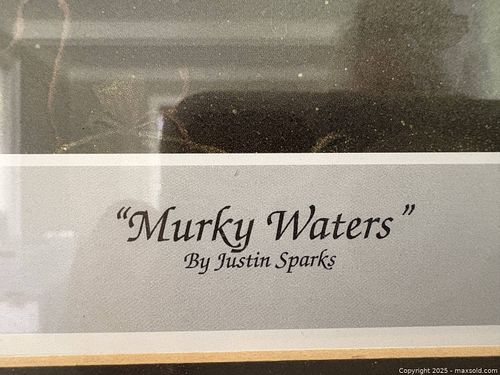 “Murky Waters”
By Justin Sparks
Copyright 2025 - maxsold.com